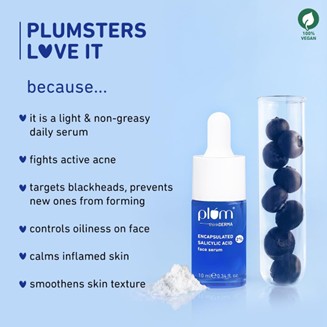 PLUMSTERS
LOVE IT
100%
VEGAN
because...
it is a light & non-greasy
daily serum
fights active acne
targets blackheads, prevents
new ones from forming
controls oiliness on face
calms inflamed skin
smoothens skin texture
plum
ENCAPSULATED
SALICYLIC ACID
face serum
2%